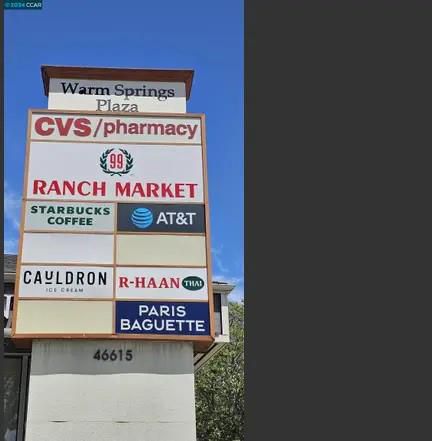 © 2024 CCAR
Warm Springs
Plaza
CVS/pharmacy
99
RANCH MARKET
STARBUCKS
COFFEE
AT&T
CAULDRON
ICE CREAM
R-HAAN THAI
PARIS
BAGUETTE
46615